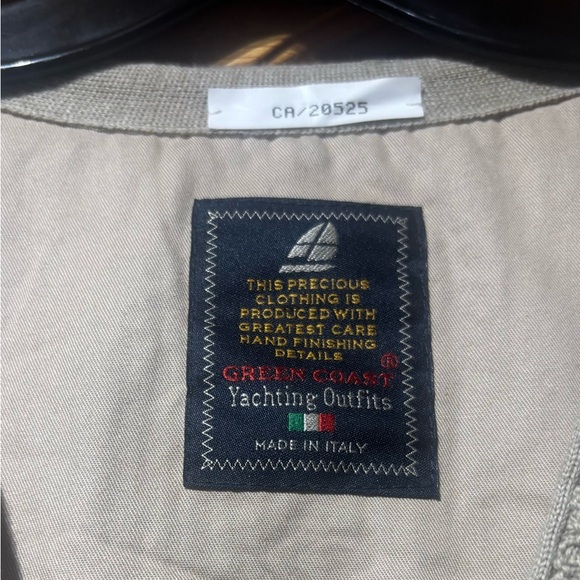 CA/20525
THIS PRECIOUS
CLOTHING IS
PRODUCED WITH
GREATEST CARE
HAND FINISHING
DETAILS
GREEN COAST®
Yachting Outfits
MADE IN ITALY